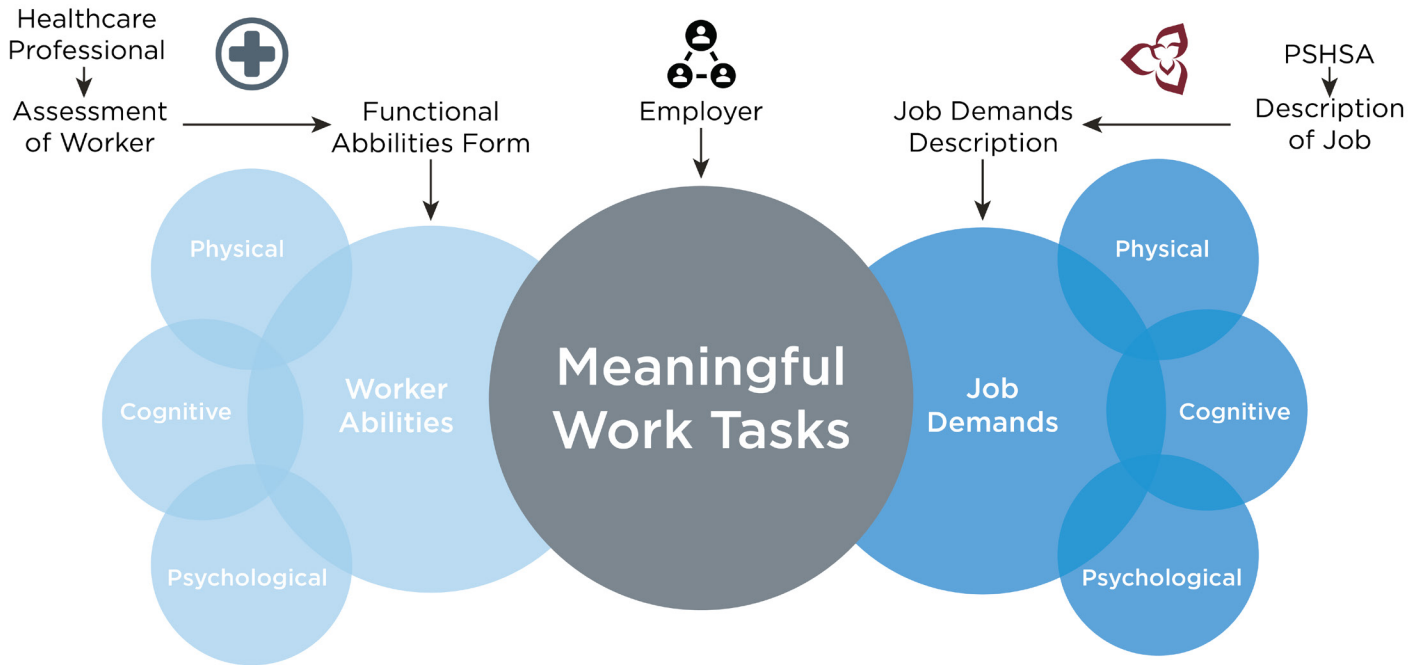 Healthcare
Professional
Assessment
of Worker
Functional
Abbilities Form
Employer
Job Demands
Description
PSHSA
Description
of Job
Physical
Cognitive
Psychological
Worker
Abilities
Meaningful
Work Tasks
Job
Demands
Physical
Cognitive
Psychological